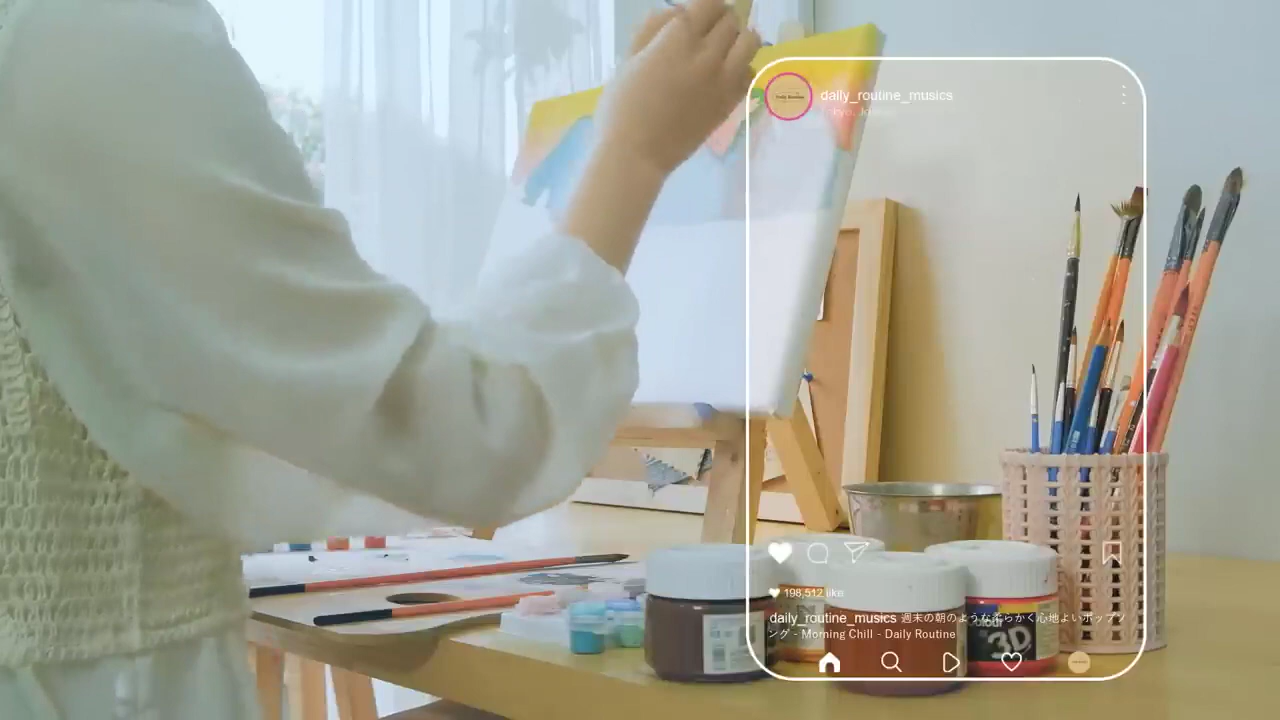 daily_routine_musics
198,512 like
daily_routine_musics 週末の朝のような柔らかく心地よいポップソ
ング - Morning Chill - Daily Routine
3D